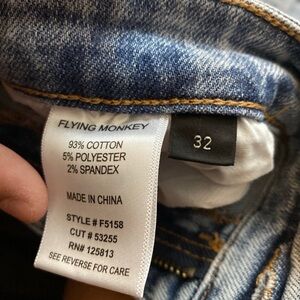 FLYING MONKEY
93% COTTON
5% POLYESTER
2% SPANDEX
MADE IN CHINA
STYLE # F5158
CUT # 53255
RN# 125813
SEE REVERSE FOR CARE
32